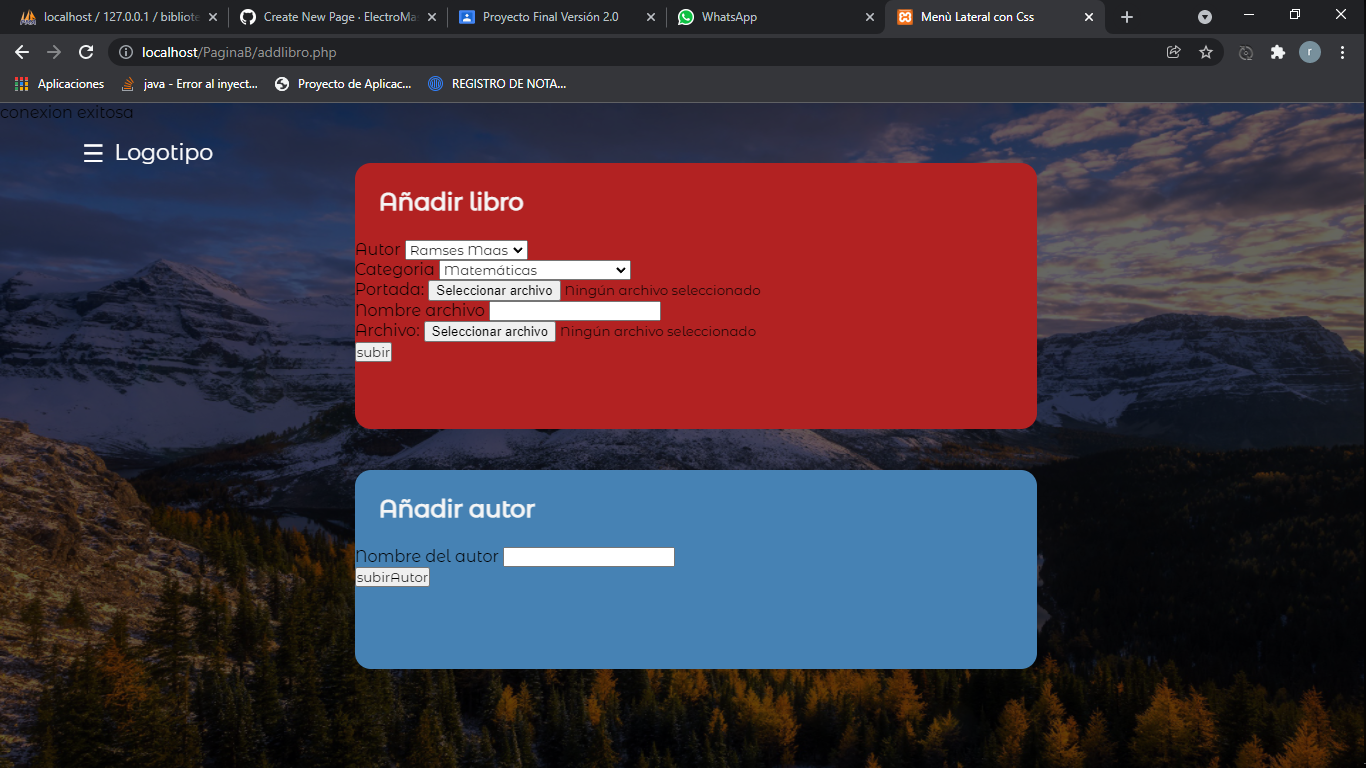 localhost / 127.0.0.1 / bibliote
Create New Page · ElectroMa
Proyecto Final Versión 2.0
WhatsApp
Menù Lateral con Css
localhost/PaginaB/addlibro.php
r
Aplicaciones
java - Error al inyect...
Proyecto de Aplicac...
REGISTRO DE NOTA...
conexion exitosa
☰ Logotipo
Añadir libro
Autor Ramses Maas
Categoria Matemáticas
Portada: Seleccionar archivo Ningún archivo seleccionado
Nombre archivo
Archivo: Seleccionar archivo Ningún archivo seleccionado
subir
Añadir autor
Nombre del autor
subirAutor